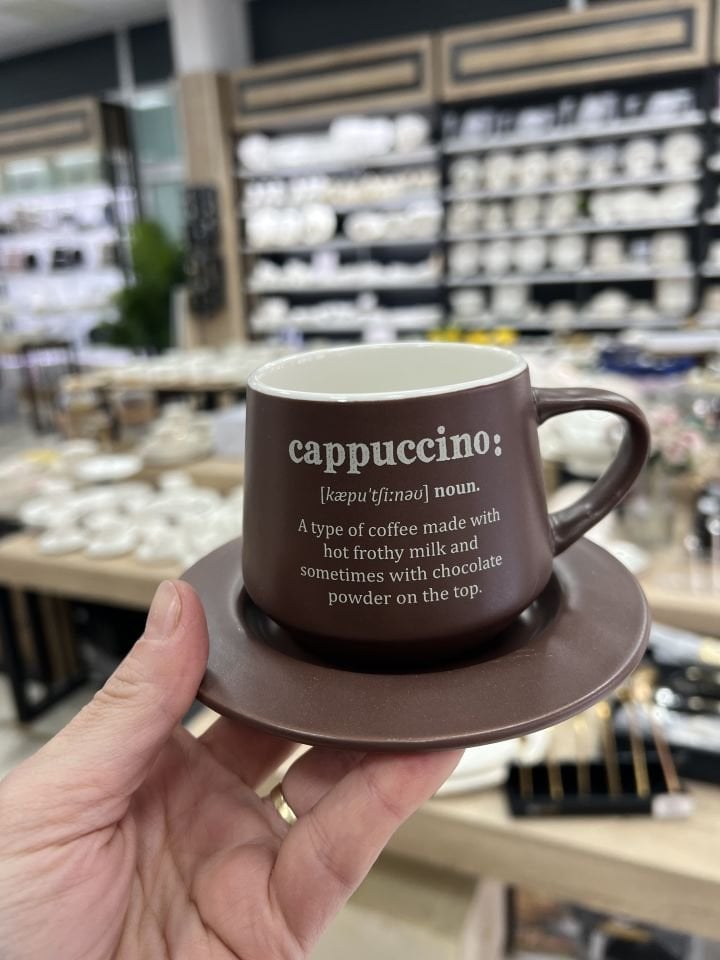 cappuccino:
[kæpu'tʃi:nəʊ] noun.
A type of coffee made with
hot frothy milk and
sometimes with chocolate
powder on the top.